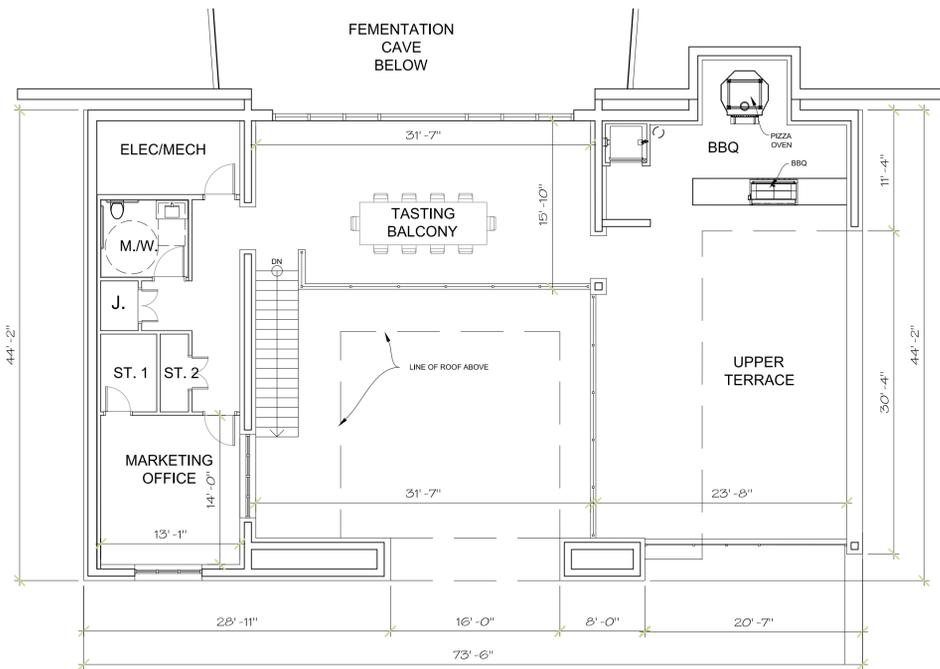 FEMENTATION
CAVE
BELOW
31'-7"
ELEC/MECH
BBQ
PIZZA
OVEN
BBQ
11'-4"
15'-10"
TASTING
BALCONY
M./W.
DN
J.
44'-2"
44'-2"
LINE OF ROOF ABOVE
UPPER
TERRACE
ST. 1
ST. 2
30'-4"
MARKETING
OFFICE
14'-0"
31'-7"
23'-8"
13'-1"
28'-11"
16'-0"
8'-0"
20'-7"
73'-6"